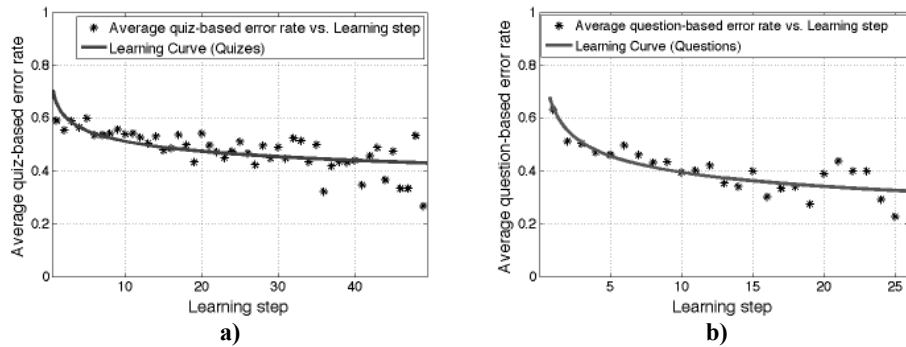 Average quiz-based error rate
1
0.8
0.6
0.4
0.2
0
Average quiz-based error rate vs. Learning step
Learning Curve (Quizes)
10
20
30
40
Learning step
a)
Average question-based error rate
1
0.8
0.6
0.4
0.2
0
Average question-based error rate vs. Learning step
Learning Curve (Questions)
5
10
15
20
25
Learning step
b)